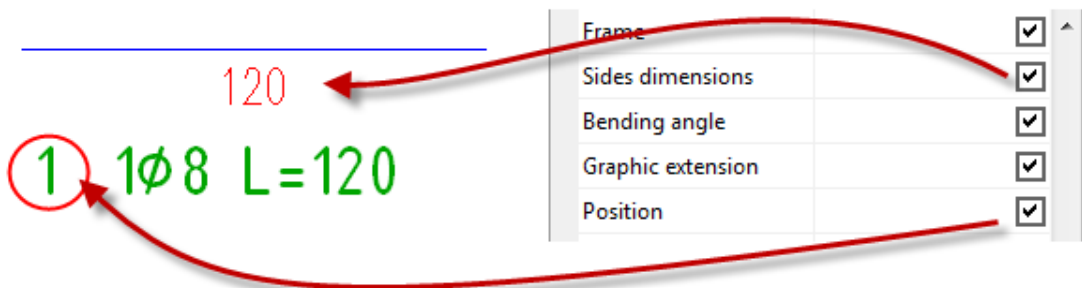 120
1 1Ø8 L=120
Frame
Sides dimensions
Bending angle
Graphic extension
Position